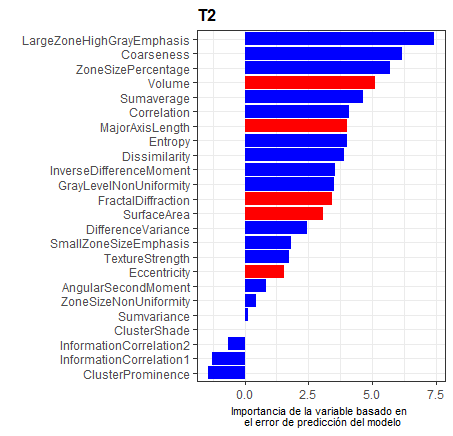 T2
LargeZoneHighGrayEmphasis
Coarseness
ZoneSizePercentage
Volume
Sumaverage
Correlation
MajorAxisLength
Entropy
Dissimilarity
InverseDifferenceMoment
GrayLevelNonUniformity
FractalDiffraction
SurfaceArea
DifferenceVariance
SmallZoneSizeEmphasis
TextureStrength
Eccentricity
AngularSecondMoment
ZoneSizeNonUniformity
Sumvariance
ClusterShade
InformationCorrelation2
InformationCorrelation1
ClusterProminence
0.0 2.5 5.0 7.5
Importancia de la variable basado en
el error de predicción del modelo